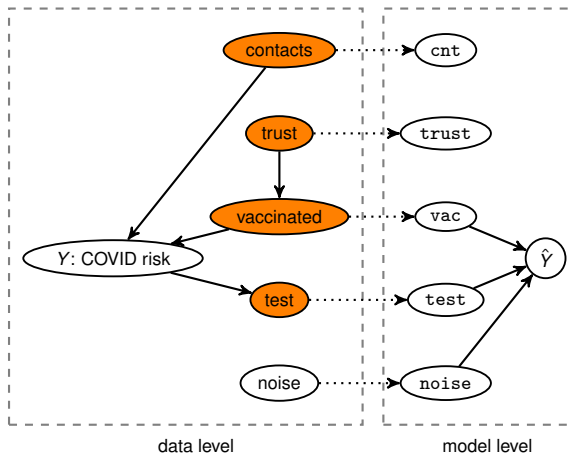 contacts
cnt
trust
trust
vaccinated
vac
Y: COVID risk
Ŷ
test
test
noise
noise
data level
model level